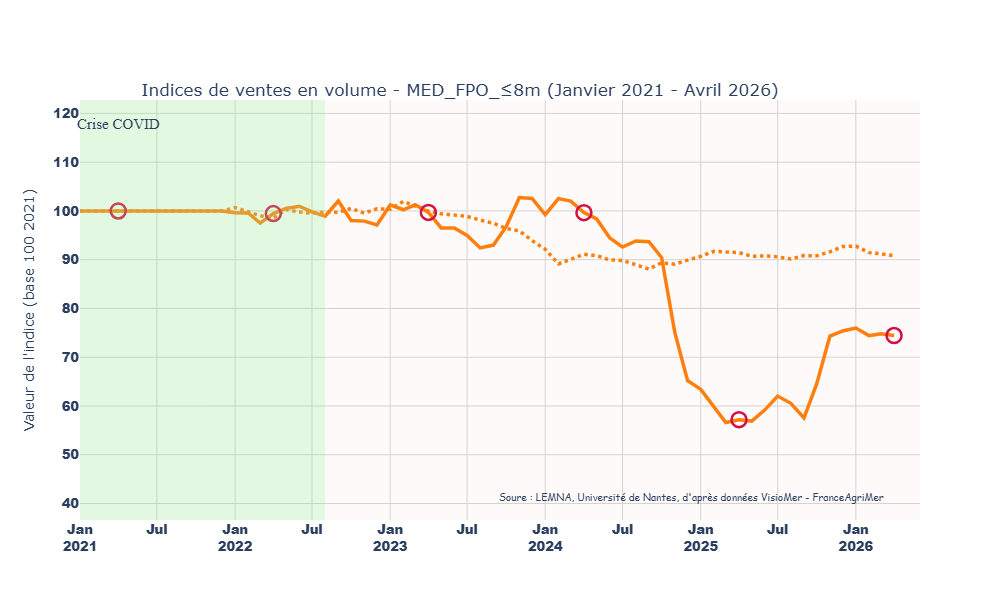 Indices de ventes en volume - MED_FPO_≤8m (Janvier 2021 - Avril 2026)
Valeur de l'indice (base 100 2021)
120
110
100
90
80
70
60
50
40
Crise COVID
Soure : LEMNA, Université de Nantes, d'après données VisioMer - FranceAgriMer
Jan Jul Jan Jul Jan Jul Jan Jul Jan Jul Jan
2021 2022 2023 2024 2025 2026